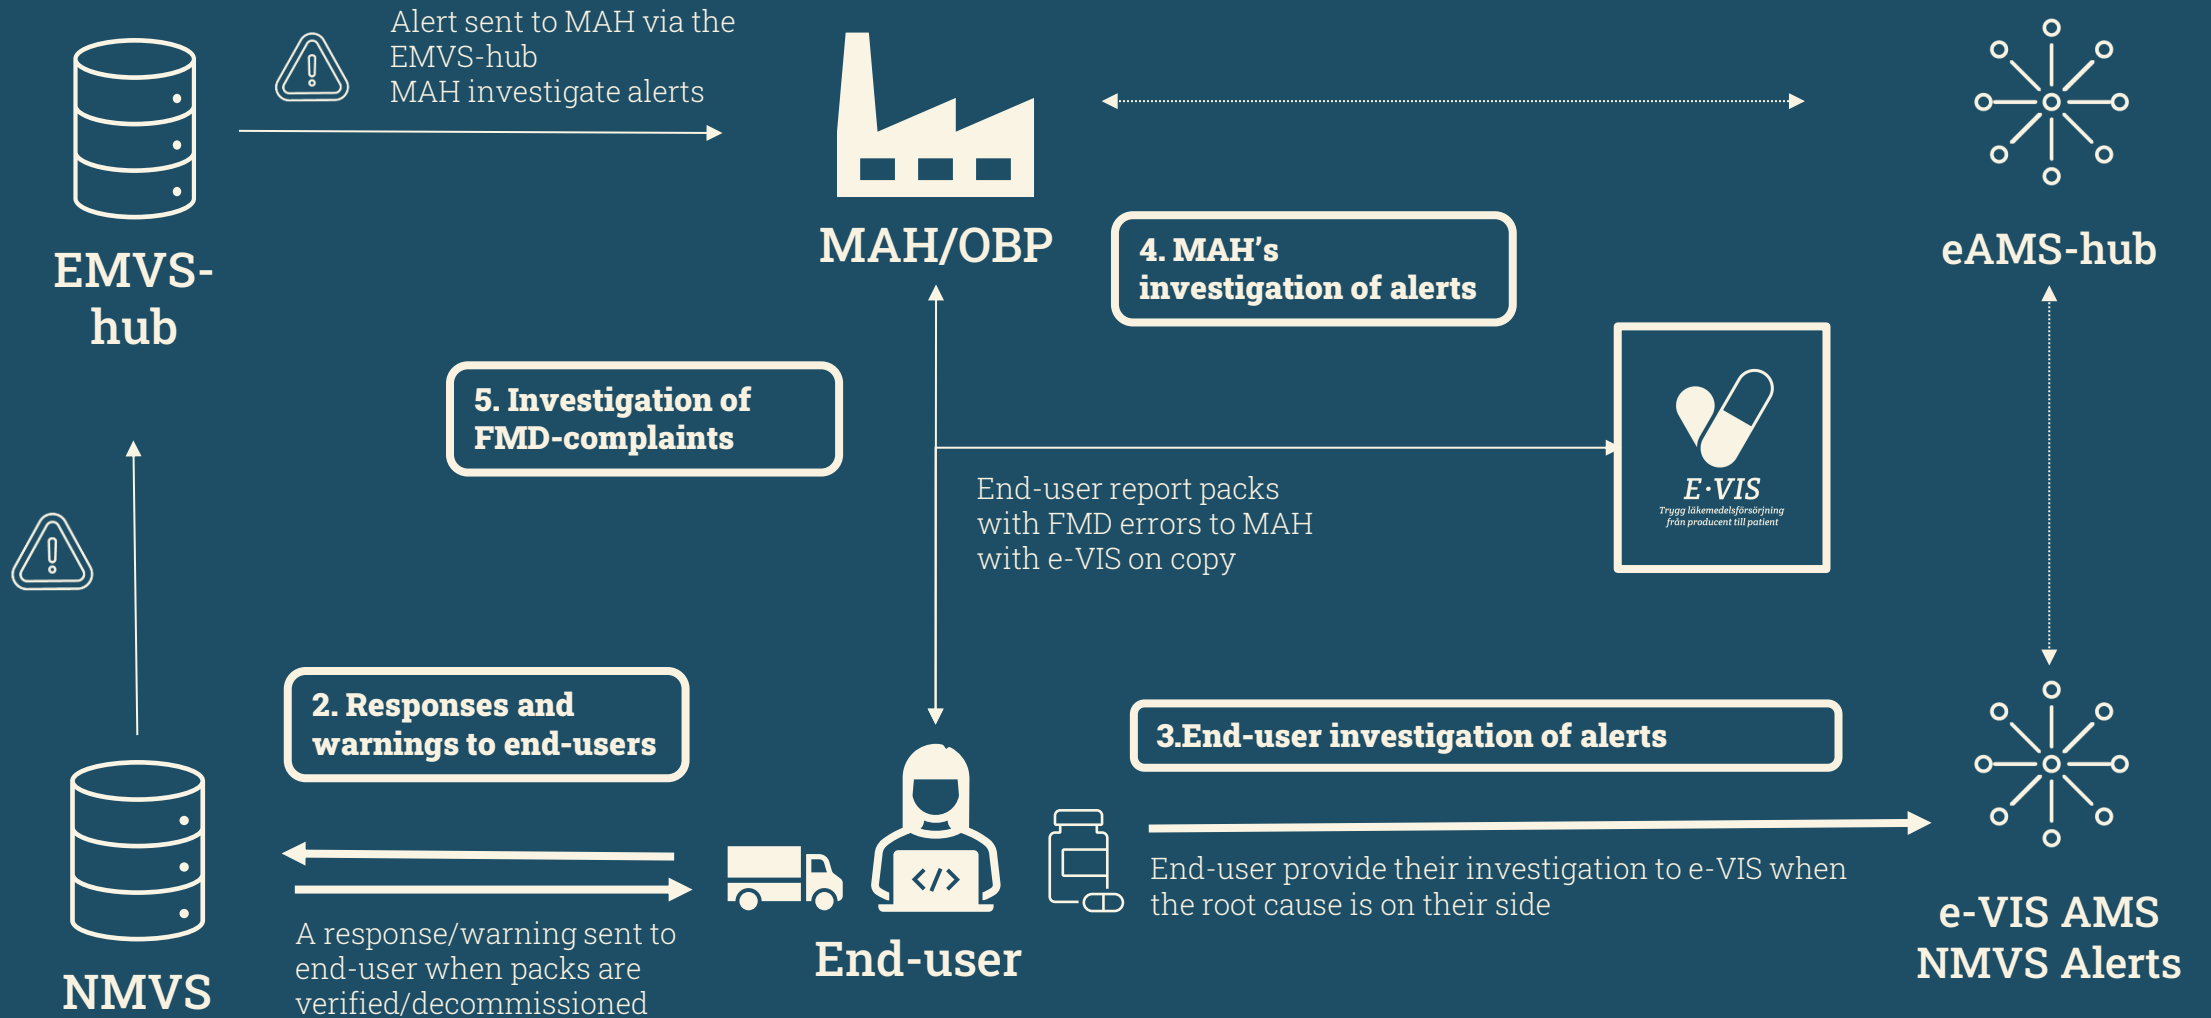 Alert sent to MAH via the
EMVS-hub
MAH investigate alerts
EMVS-
hub
MAH/OBP
eAMS-hub
4. MAH’s
investigation of alerts
5. Investigation of
FMD-complaints
E·VIS
Trygg läkemedelsförsörjning
från producent till patient
End-user report packs
with FMD errors to MAH
with e-VIS on copy
2. Responses and
warnings to end-users
3.End-user investigation of alerts
</>
End-user provide their investigation to e-VIS when
the root cause is on their side
A response/warning sent to
end-user when packs are
verified/decommissioned
NMVS
End-user
e-VIS AMS
NMVS Alerts